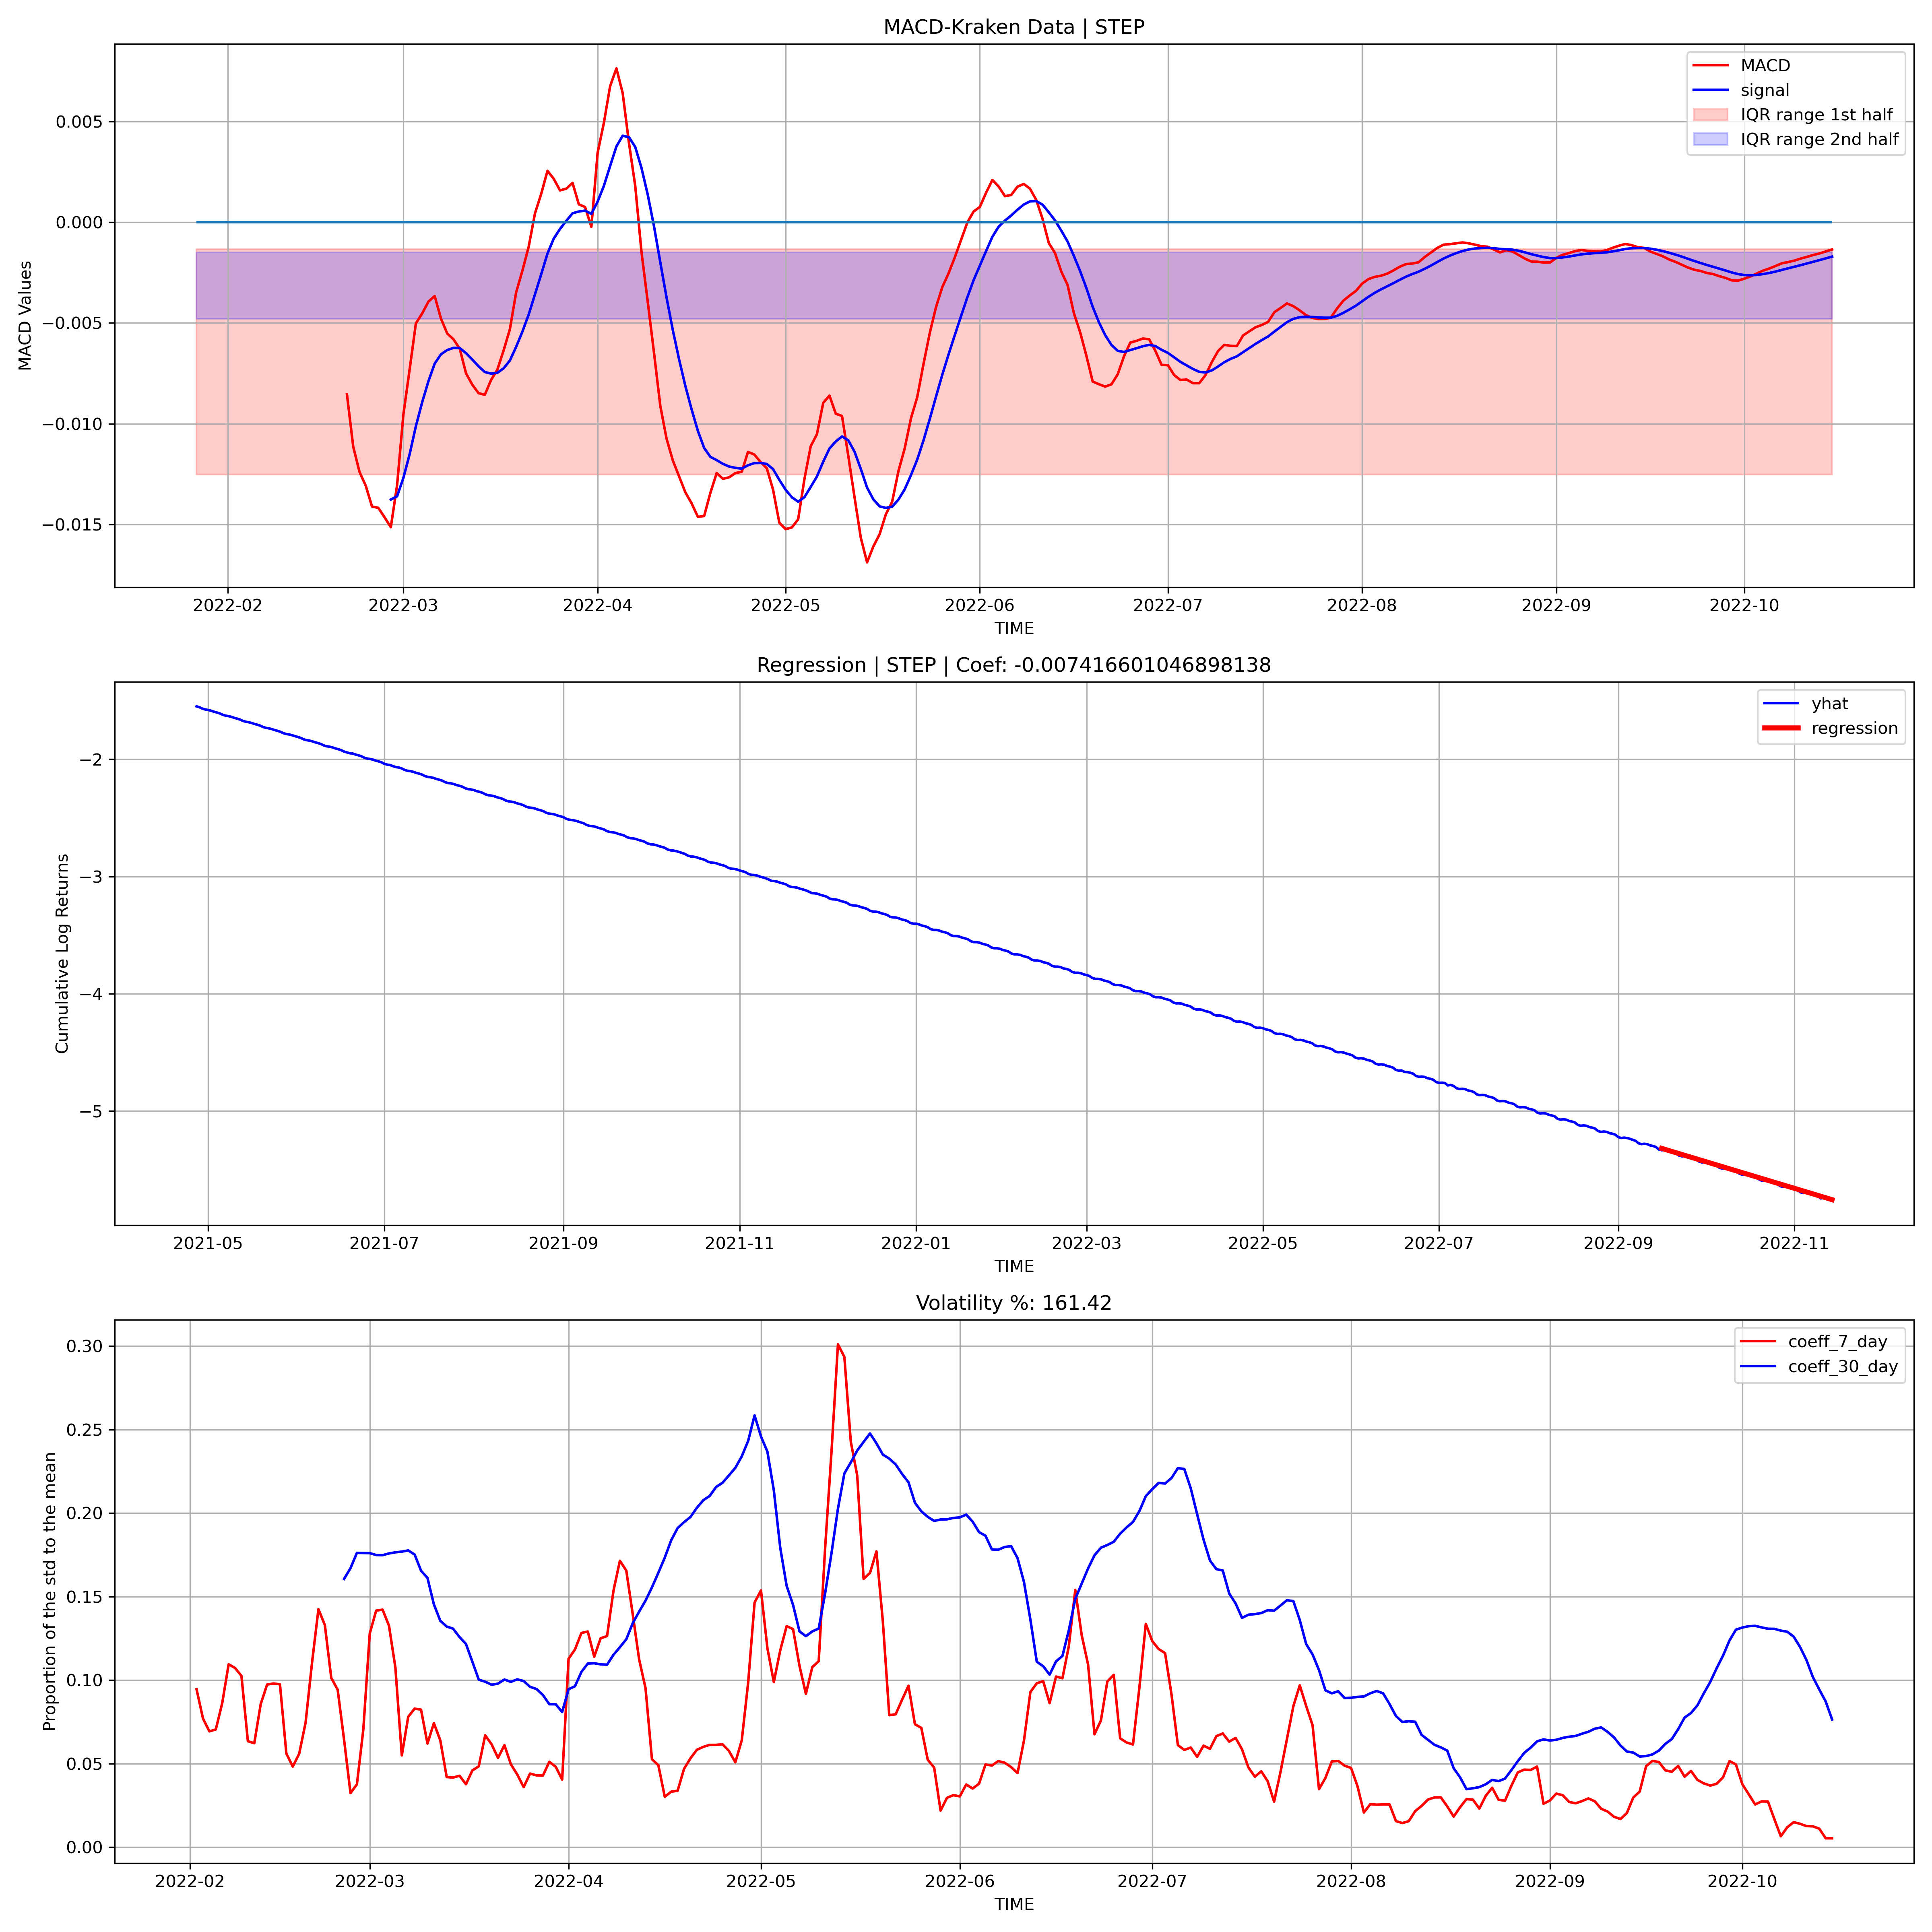 MACD-Kraken Data | STEP
MACD
signal
IQR range 1st half
IQR range 2nd half
MACD Values
0.005
0.000
−0.005
−0.010
−0.015
2022-02 2022-03 2022-04 2022-05 2022-06 2022-07 2022-08 2022-09 2022-10
TIME
Regression | STEP | Coef: -0.007416601046898138
yhat
regression
Cumulative Log Returns
−2
−3
−4
−5
2021-05 2021-07 2021-09 2021-11 2022-01 2022-03 2022-05 2022-07 2022-09 2022-11
TIME
Volatility %: 161.42
coeff_7_day
coeff_30_day
Proportion of the std to the mean
0.30
0.25
0.20
0.15
0.10
0.05
0.00
2022-02 2022-03 2022-04 2022-05 2022-06 2022-07 2022-08 2022-09 2022-10
TIME